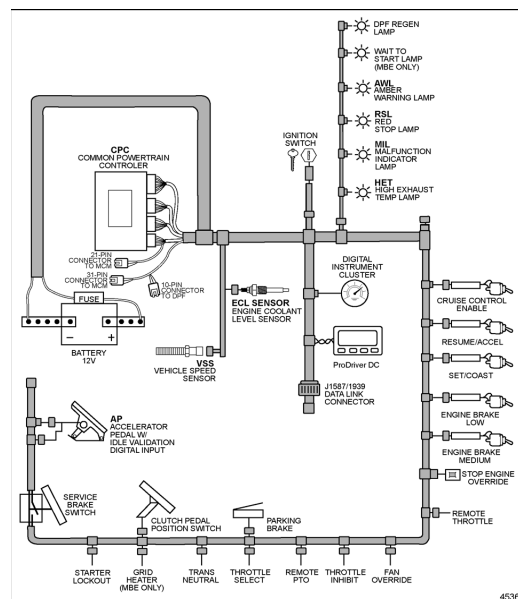 DPF REGEN
LAMP
WAIT TO
START LAMP
(MBE ONLY)
AWL
AMBER
WARNING LAMP
RSL
RED
STOP LAMP
MIL
MALFUNCTION
INDICATOR
LAMP
HET
HIGH EXHAUST
TEMP LAMP
IGNITION
SWITCH
CPC
COMMON POWERTRAIN
CONTROLER
21-PIN
CONNECTOR
TO MCM
31-PIN
CONNECTOR
TO MCM
10-PIN
CONNECTOR
TO DPF
FUSE
– +
BATTERY
12V
ECL SENSOR
ENGINE COOLANT
LEVEL SENSOR
VSS
VEHICLE SPEED
SENSOR
DIGITAL
INSTRUMENT
CLUSTER
ProDriver DC
J1587/1939
DATA LINK
CONNECTOR
CRUISE CONTROL
ENABLE
RESUME/ACCEL
SET/COAST
ENGINE BRAKE
LOW
ENGINE BRAKE
MEDIUM
STOP ENGINE
OVERRIDE
REMOTE
THROTTLE
AP
ACCELERATOR
PEDAL W/
IDLE VALIDATION
DIGITAL INPUT
SERVICE
BRAKE
SWITCH
CLUTCH PEDAL
POSITION SWITCH
PARKING
BRAKE
STARTER
LOCKOUT
GRID
HEATER
(MBE ONLY)
TRANS
NEUTRAL
THROTTLE
SELECT
REMOTE
PTO
THROTTLE
INHIBIT
FAN
OVERRIDE
4536